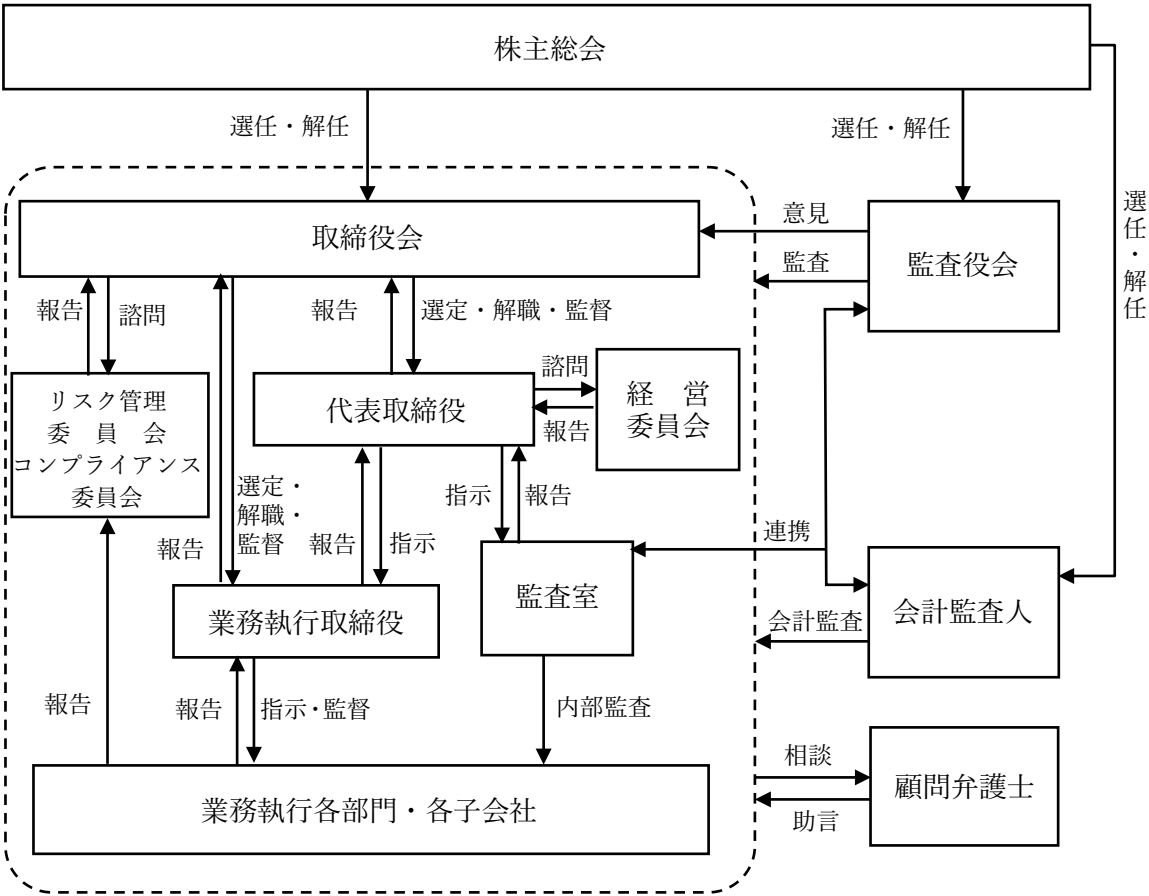 株主総会
選任・解任
選任・解任
選任・解任
取締役会
意見
監査
監査役会
報告
諮問
報告
選定・解職・監督
リスク管理
委　員　会
コンプライアンス
委員会
代表取締役
諮問
報告
経　営
委員会
報告
選定・
解職・
監督
報告
指示
指示
報告
連携
業務執行取締役
監査室
会計監査
会計監査人
報告
報告
指示・監督
内部監査
業務執行各部門・各子会社
相談
助言
顧問弁護士